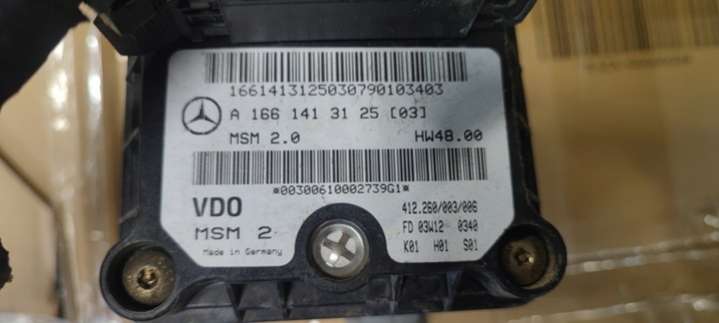 1661413125030790103403
A 166 141 31 25 [03]
MSM 2.0 HW48.00
*00300610002739G1*
VDO 412.260/003/006
MSM 2 FD 03W12 0340
Made in Germany K01 H01 S01